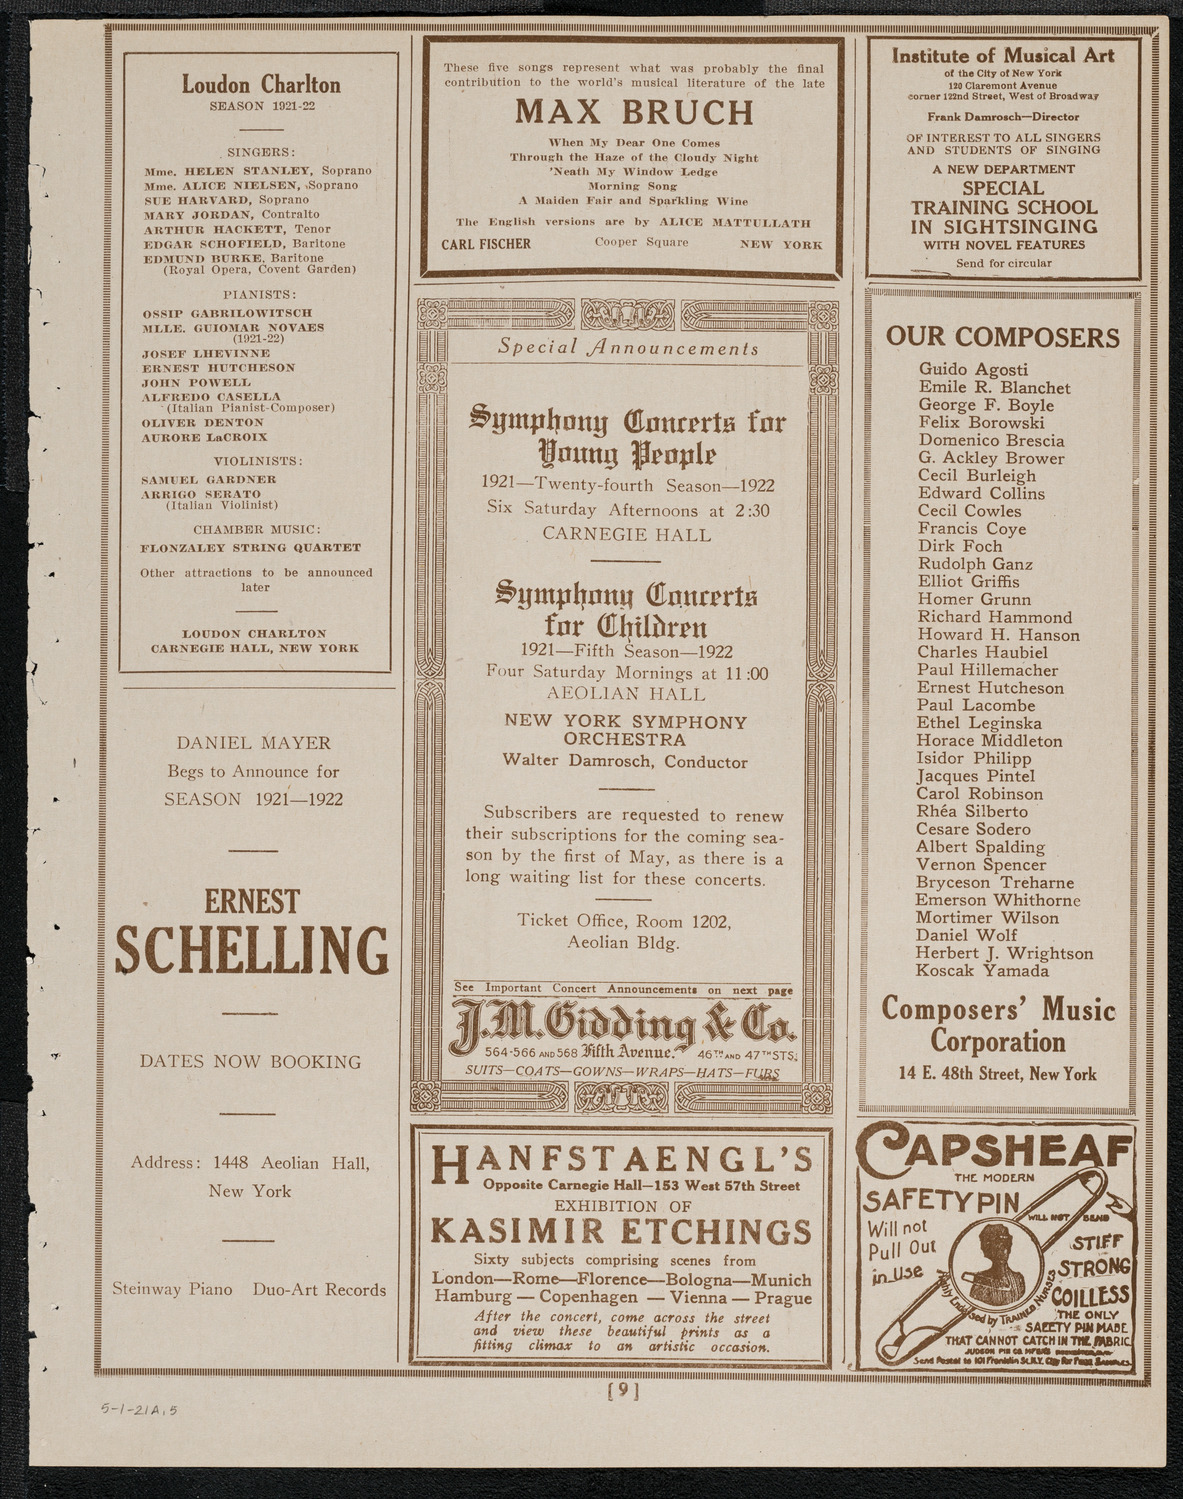 Loudon Charlton
SEASON 1921-22
SINGERS:
Mme. HELEN STANLEY, Soprano
Mme. ALICE NIELSEN, Soprano
SUE HARVARD, Soprano
MARY JORDAN, Contralto
ARTHUR HACKETT, Tenor
EDGAR SCHOFIELD, Baritone
EDMUND BURKE, Baritone
(Royal Opera, Covent Garden)
PIANISTS:
OSSIP GABRILOWITSCH
MLLE. GUIOMAR NOVAES
(1921-22)
JOSEF LHEVINNE
ERNEST HUTCHESON
JOHN POWELL
ALFREDO CASELLA
(Italian Pianist-Composer)
OLIVER DENTON
AURORE LaCROIX
VIOLINISTS:
SAMUEL GARDNER
ARRIGO SERATO
(Italian Violinist)
CHAMBER MUSIC:
FLONZALEY STRING QUARTET
Other attractions to be announced
later
LOUDON CHARLTON
CARNEGIE HALL, NEW YORK
DANIEL MAYER
Begs to Announce for
SEASON 1921—1922
ERNEST
SCHELLING
DATES NOW BOOKING
Address: 1448 Aeolian Hall,
New York
Steinway Piano Duo-Art Records
These five songs represent what was probably the final
contribution to the world's musical literature of the late
MAX BRUCH
When My Dear One Comes
Through the Haze of the Cloudy Night
'Neath My Window Ledge
Morning Song
A Maiden Fair and Sparkling Wine
The English versions are by ALICE MATTULLATH
CARL FISCHER Cooper Square NEW YORK
Special Announcements
Symphony Concerts for
Young People
1921—Twenty-fourth Season—1922
Six Saturday Afternoons at 2:30
CARNEGIE HALL
Symphony Concerts
for Children
1921—Fifth Season—1922
Four Saturday Mornings at 11:00
AEOLIAN HALL
NEW YORK SYMPHONY
ORCHESTRA
Walter Damrosch, Conductor
Subscribers are requested to renew
their subscriptions for the coming sea-
son by the first of May, as there is a
long waiting list for these concerts.
Ticket Office, Room 1202,
Aeolian Bldg.
See Important Concert Announcements on next page
J.M. Gidding & Co.
564-566 AND 568 Fifth Avenue. 46TH AND 47TH STS.
SUITS—COATS—GOWNS—WRAPS—HATS—FURS
HANFSTAENGL'S
Opposite Carnegie Hall—153 West 57th Street
EXHIBITION OF
KASIMIR ETCHINGS
Sixty subjects comprising scenes from
London—Rome—Florence—Bologna—Munich
Hamburg — Copenhagen — Vienna — Prague
After the concert, come across the street
and view these beautiful prints as a
fitting climax to an artistic occasion.
Institute of Musical Art
of the City of New York
120 Claremont Avenue
corner 122nd Street, West of Broadway
Frank Damrosch—Director
OF INTEREST TO ALL SINGERS
AND STUDENTS OF SINGING
A NEW DEPARTMENT
SPECIAL
TRAINING SCHOOL
IN SIGHTSINGING
WITH NOVEL FEATURES
Send for circular
OUR COMPOSERS
Guido Agosti
Emile R. Blanchet
George F. Boyle
Felix Borowski
Domenico Brescia
G. Ackley Brower
Cecil Burleigh
Edward Collins
Cecil Cowles
Francis Coye
Dirk Foch
Rudolph Ganz
Elliot Griffis
Homer Grunn
Richard Hammond
Howard H. Hanson
Charles Haubiel
Paul Hillemacher
Ernest Hutcheson
Paul Lacombe
Ethel Leginska
Horace Middleton
Isidor Philipp
Jacques Pintel
Carol Robinson
Rhéa Silberto
Cesare Sodero
Albert Spalding
Vernon Spencer
Bryceson Treharne
Emerson Whithorne
Mortimer Wilson
Daniel Wolf
Herbert J. Wrightson
Koscak Yamada
Composers' Music
Corporation
14 E. 48th Street, New York
CAPSHEAF
THE MODERN
SAFETY PIN
WILL NOT BEND
Will not
Pull Out
in Use
STIFF
STRONG
COILLESS
Highly Endorsed by TRAINED NURSES
THE ONLY
SAFETY PIN MADE
THAT CANNOT CATCH IN THE FABRIC
JUDSON PIN CO. MFGRS
Send Postal to 101 Franklin St. N.Y. City for Free Samples
[9]
5-1-21A,5